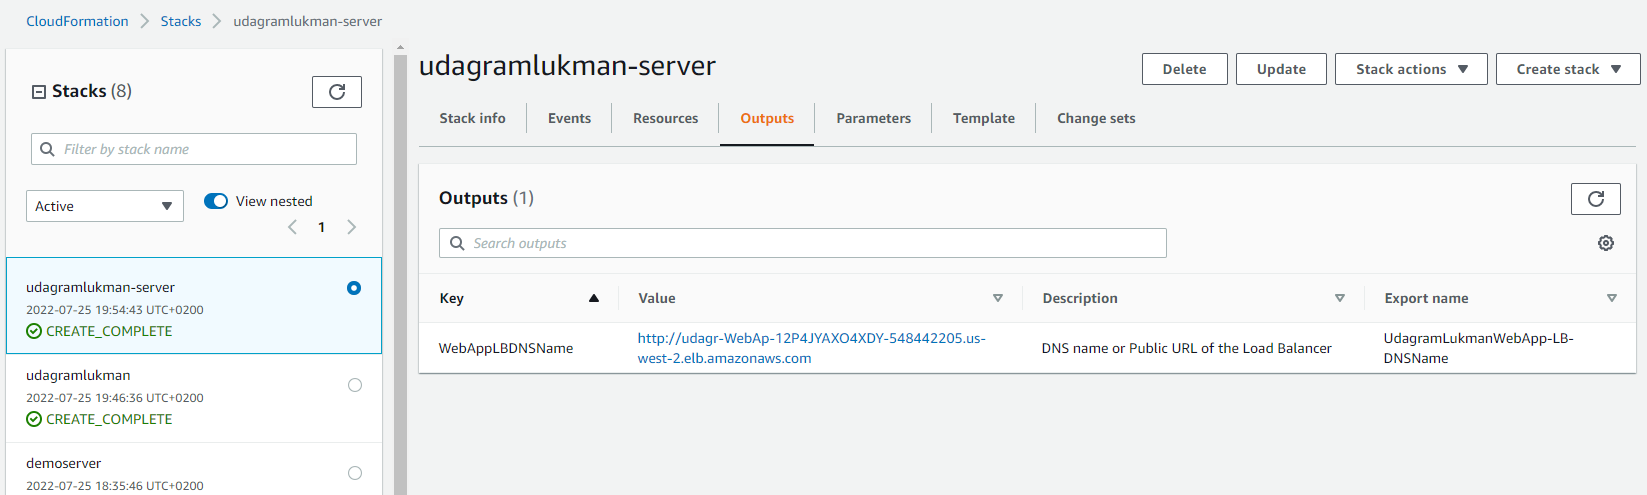 CloudFormation
Stacks
udagramlukman-server
Stacks (8)
Filter by stack name
Active
View nested
1
udagramlukman-server
2022-07-25 19:54:43 UTC+0200
CREATE_COMPLETE
udagramlukman
2022-07-25 19:46:36 UTC+0200
CREATE_COMPLETE
demoserver
2022-07-25 18:35:46 UTC+0200
udagramlukman-server
Delete
Update
Stack actions
Create stack
Stack info
Events
Resources
Outputs
Parameters
Template
Change sets
Outputs (1)
Search outputs
Key
Value
Description
Export name
WebAppLBDNSName
http://udagr-WebAp-12P4JYAXO4XDY-548442205.us-
west-2.elb.amazonaws.com
DNS name or Public URL of the Load Balancer
UdagramLukmanWebApp-LB-
DNSName